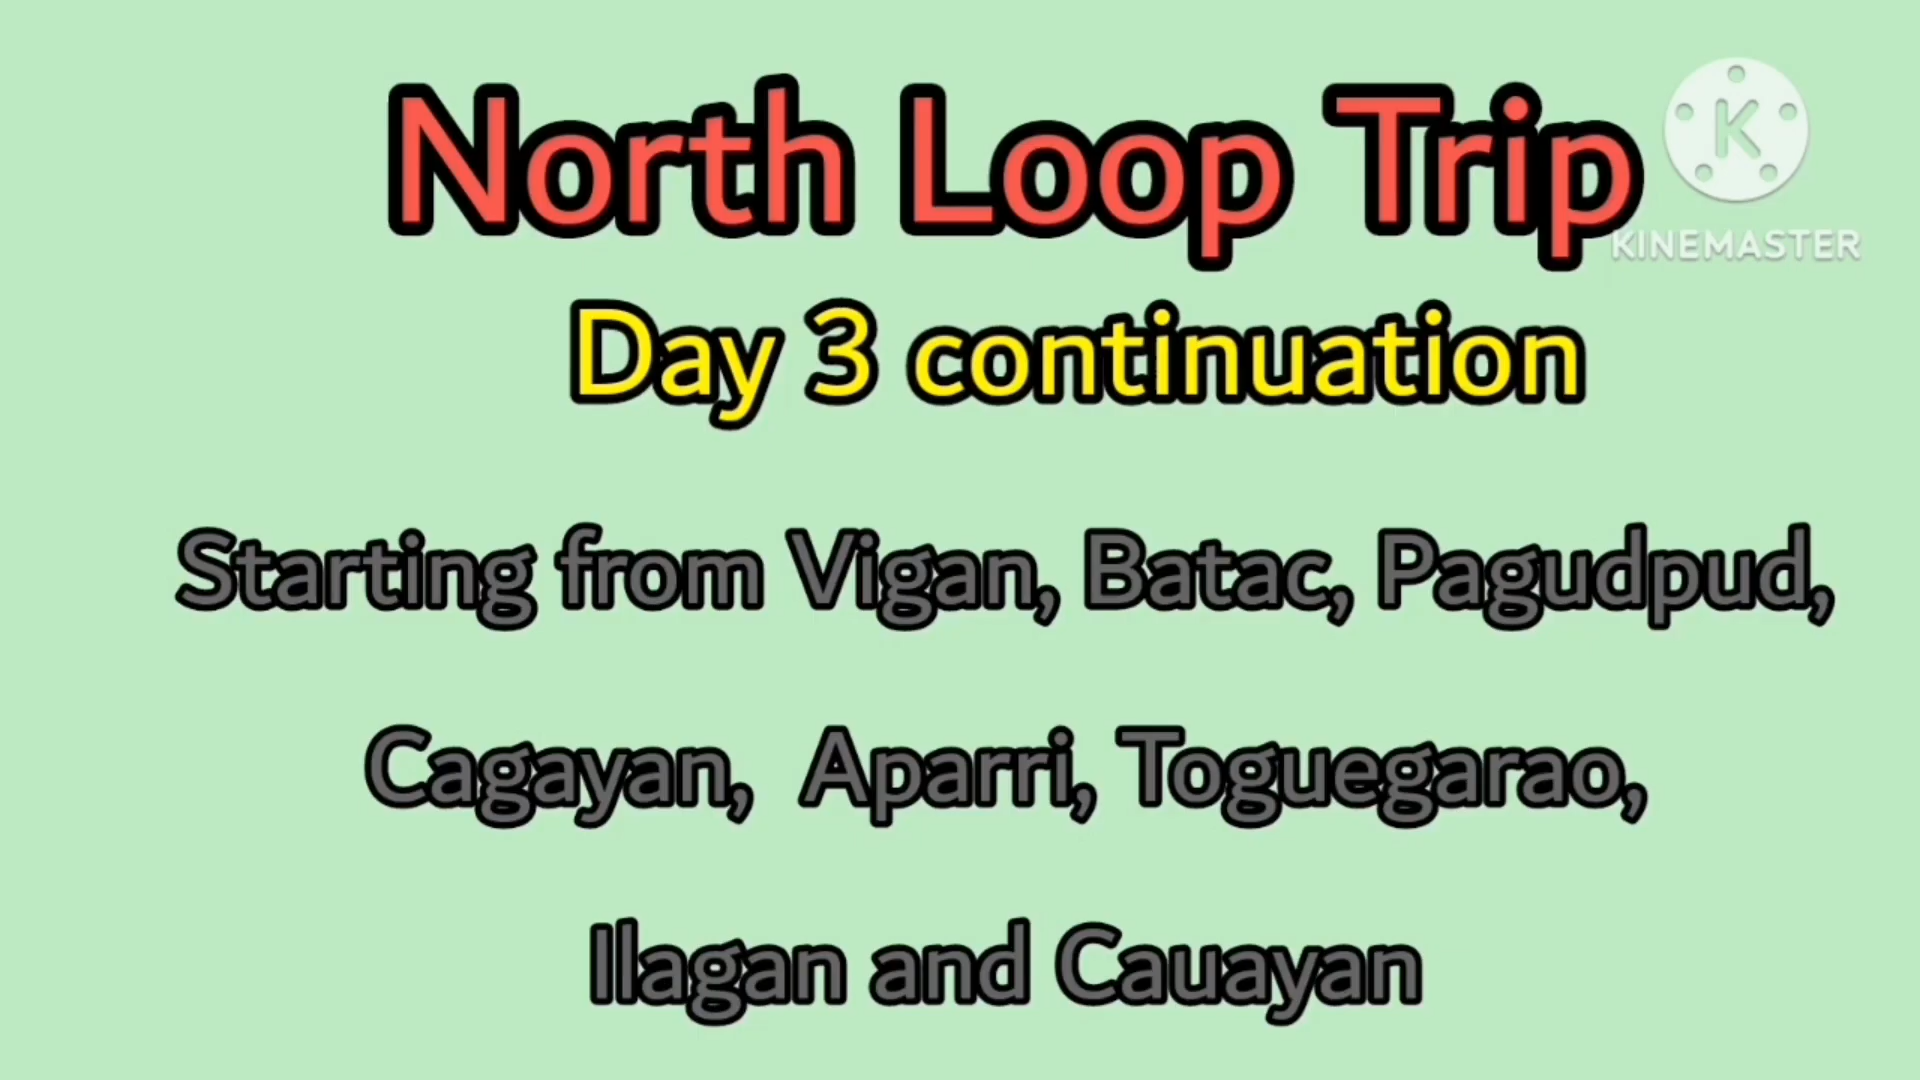 North Loop Trip
K
KINEMASTER
Day 3 continuation
Starting from Vigan, Batac, Pagudpud,
Cagayan, Aparri, Toguegarao,
Ilagan and Cauayan